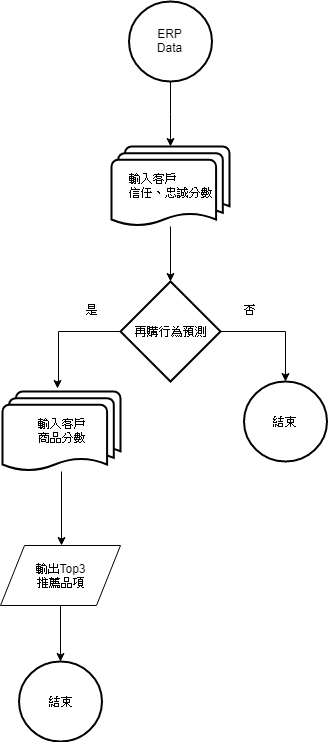 ERP
Data
輸入客戶
信任、忠誠分數
再購行為預測
是
否
輸入客戶
商品分數
結束
輸出Top3
推薦品項
結束